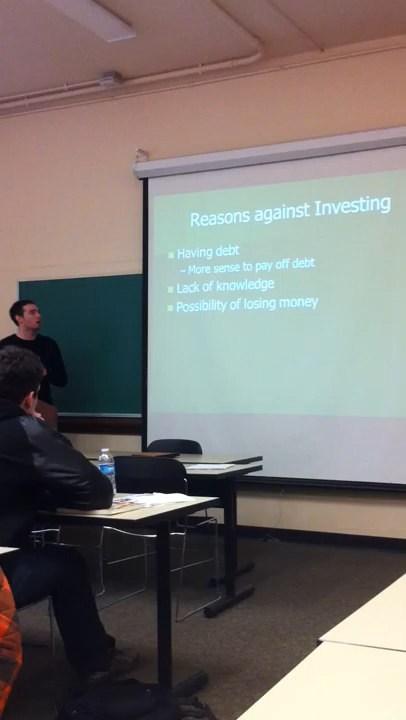 Reasons against Investing
Having debt
– More sense to pay off debt
Lack of knowledge
Possibility of losing money